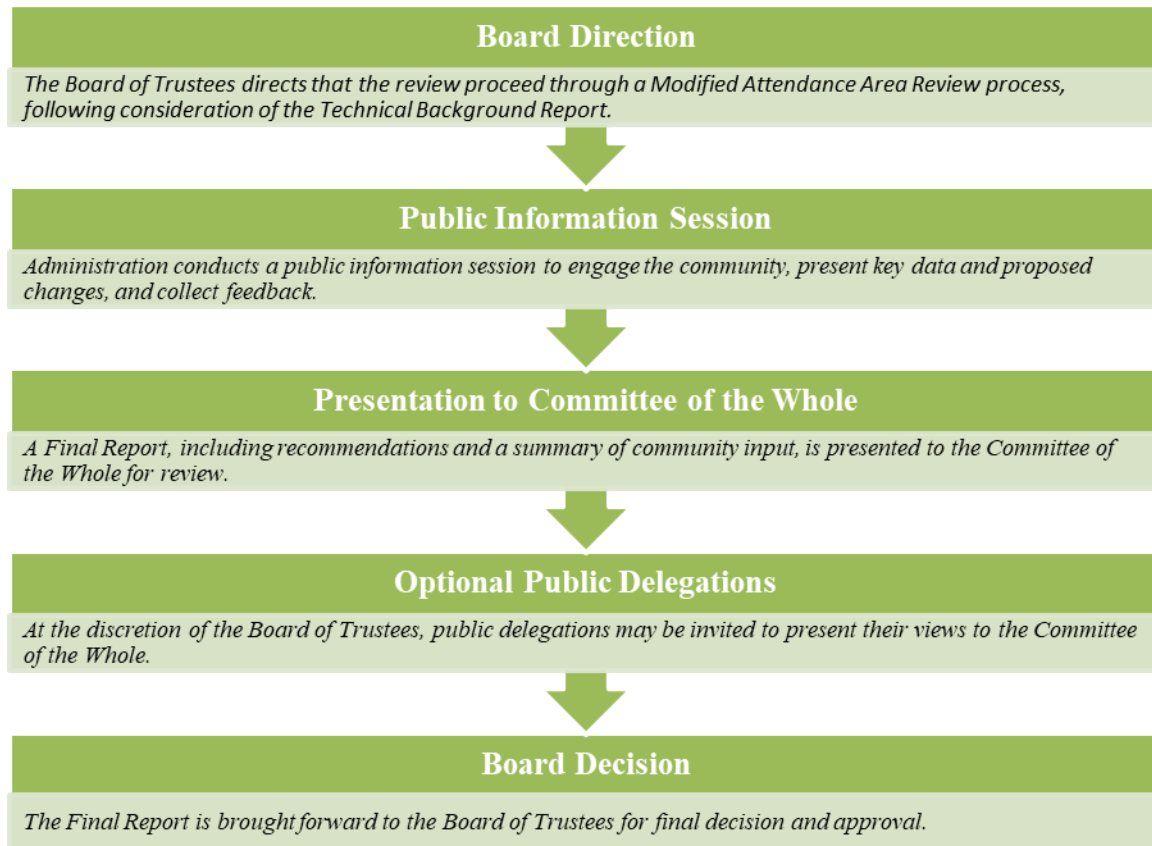 Board Direction
The Board of Trustees directs that the review proceed through a Modified Attendance Area Review process,
following consideration of the Technical Background Report.
Public Information Session
Administration conducts a public information session to engage the community, present key data and proposed
changes, and collect feedback.
Presentation to Committee of the Whole
A Final Report, including recommendations and a summary of community input, is presented to the Committee of
the Whole for review.
Optional Public Delegations
At the discretion of the Board of Trustees, public delegations may be invited to present their views to the Committee
of the Whole.
Board Decision
The Final Report is brought forward to the Board of Trustees for final decision and approval.